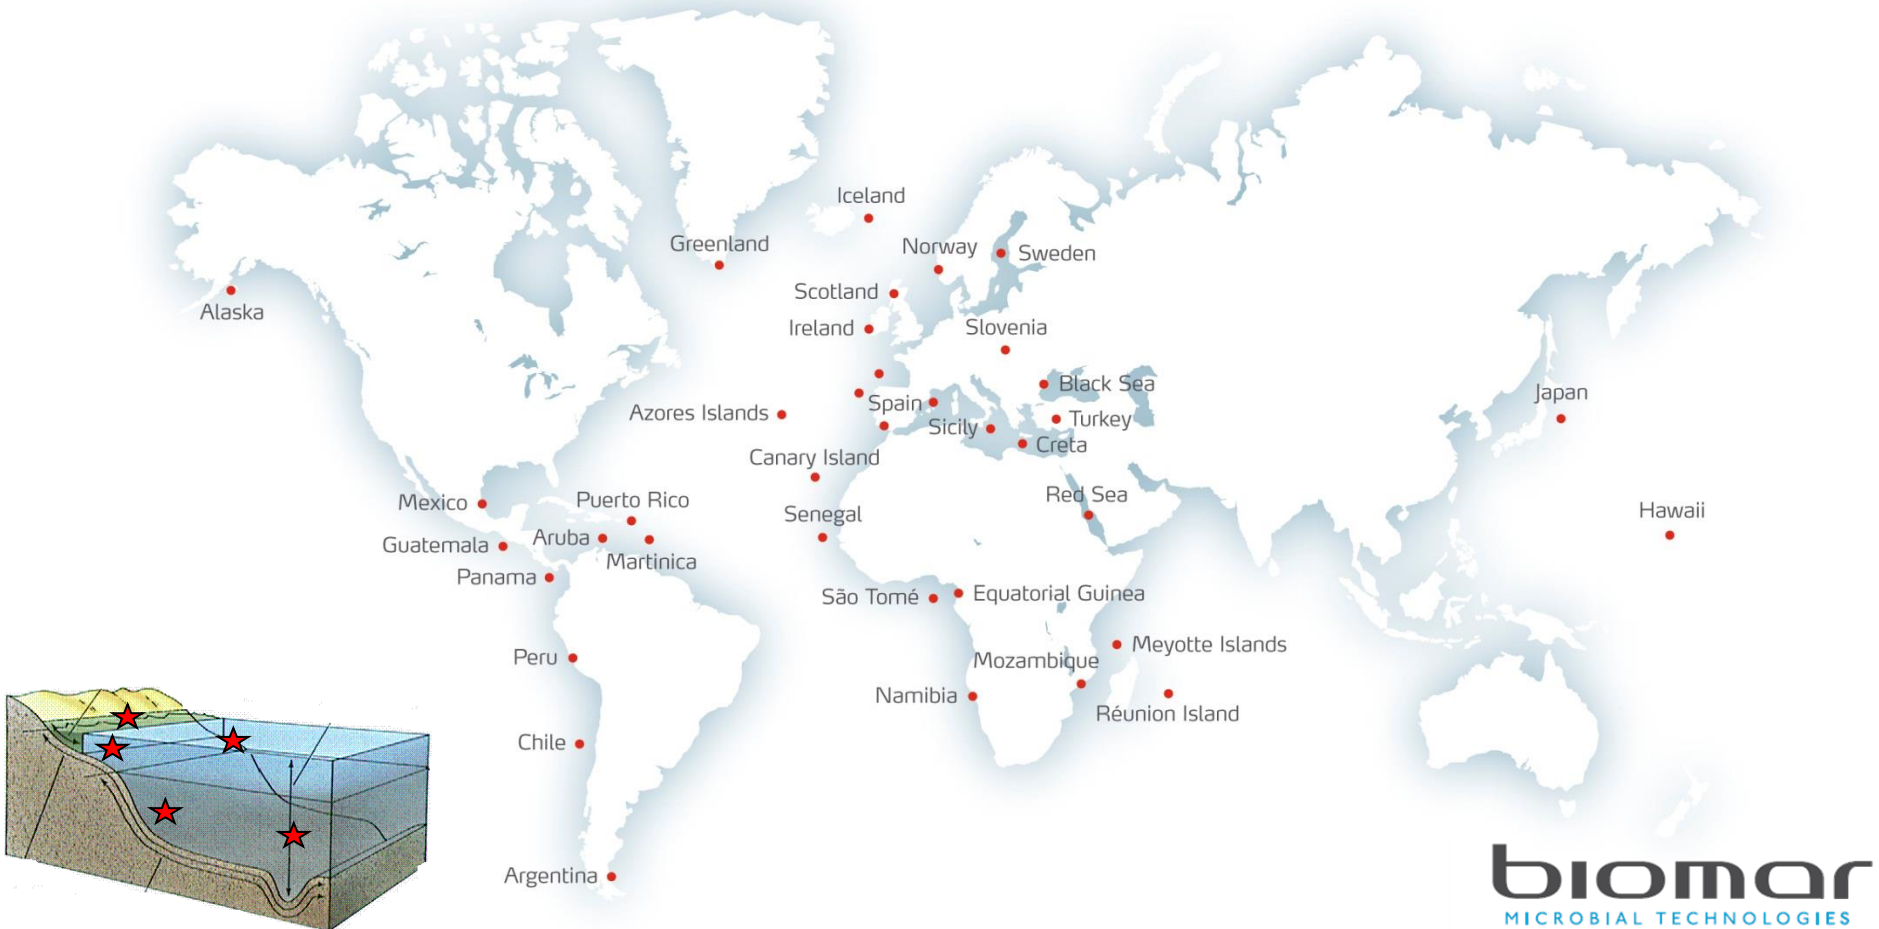 Iceland
Greenland
Norway
Sweden
Alaska
Scotland
Ireland
Slovenia
Black Sea
Japan
Azores Islands
Spain
Turkey
Sicily
Creta
Canary Island
Mexico
Puerto Rico
Red Sea
Hawaii
Senegal
Guatemala
Aruba
Martinica
Panama
São Tomé
Equatorial Guinea
Peru
Meyotte Islands
Mozambique
Namibia
Réunion Island
Chile
Argentina
biomar
MICROBIAL TECHNOLOGIES